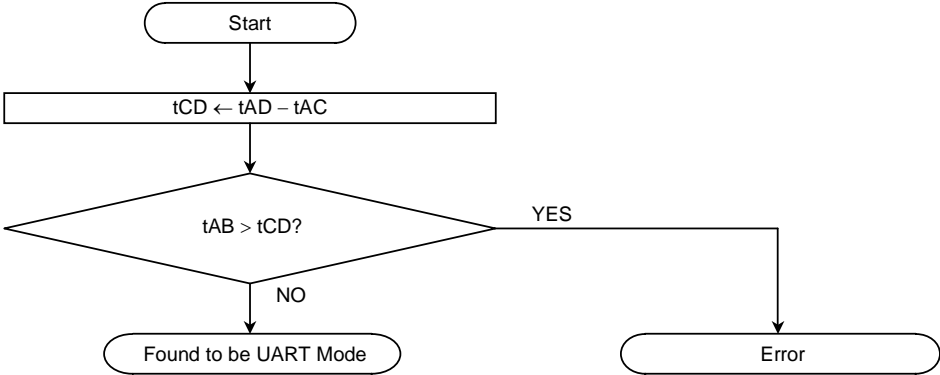 Start
tCD ← tAD – tAC
tAB > tCD?
YES
NO
Found to be UART Mode
Error